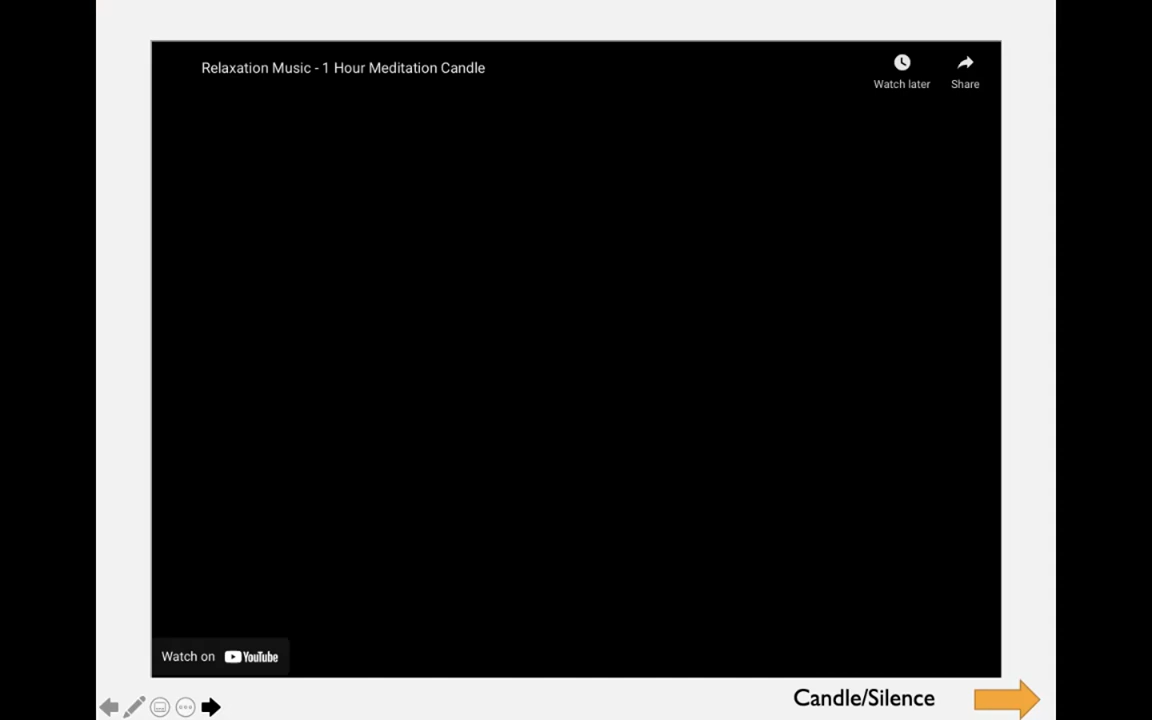 Relaxation Music - 1 Hour Meditation Candle
Watch later
Share
Watch on YouTube
Candle/Silence